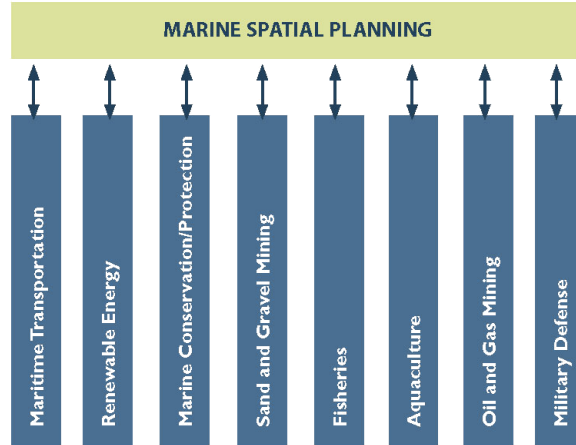 MARINE SPATIAL PLANNING
Maritime Transportation
Renewable Energy
Marine Conservation/Protection
Sand and Gravel Mining
Fisheries
Aquaculture
Oil and Gas Mining
Military Defense